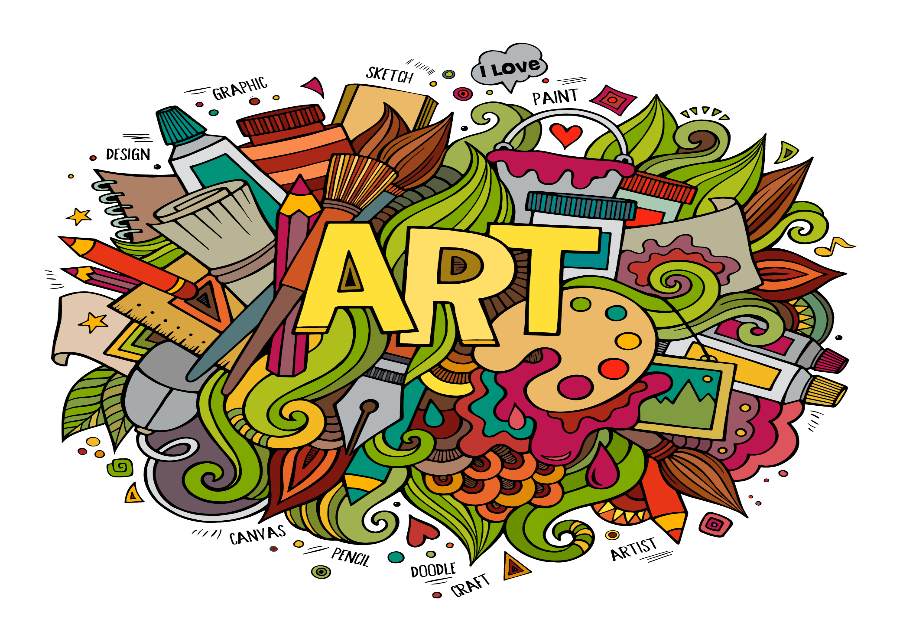 I Love
SKETCH
GRAPHIC
PAINT
DESIGN
ART
CANVAS
PENCIL
DOODLE
CRAFT
ARTIST